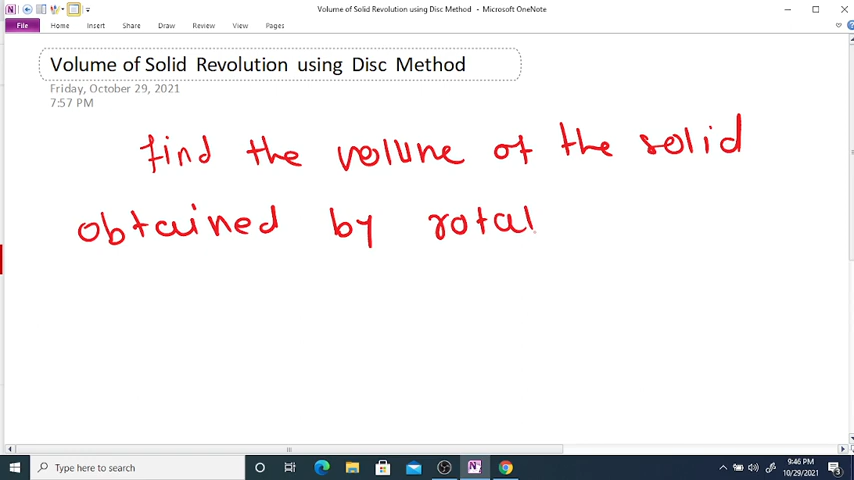 Volume of Solid Revolution using Disc Method - Microsoft OneNote
File Home Insert Share Draw Review View Pages
Volume of Solid Revolution using Disc Method
Friday, October 29, 2021
7:57 PM
find the volume of the solid
obtained by rotat
Type here to search
9:46 PM
10/29/2021
3